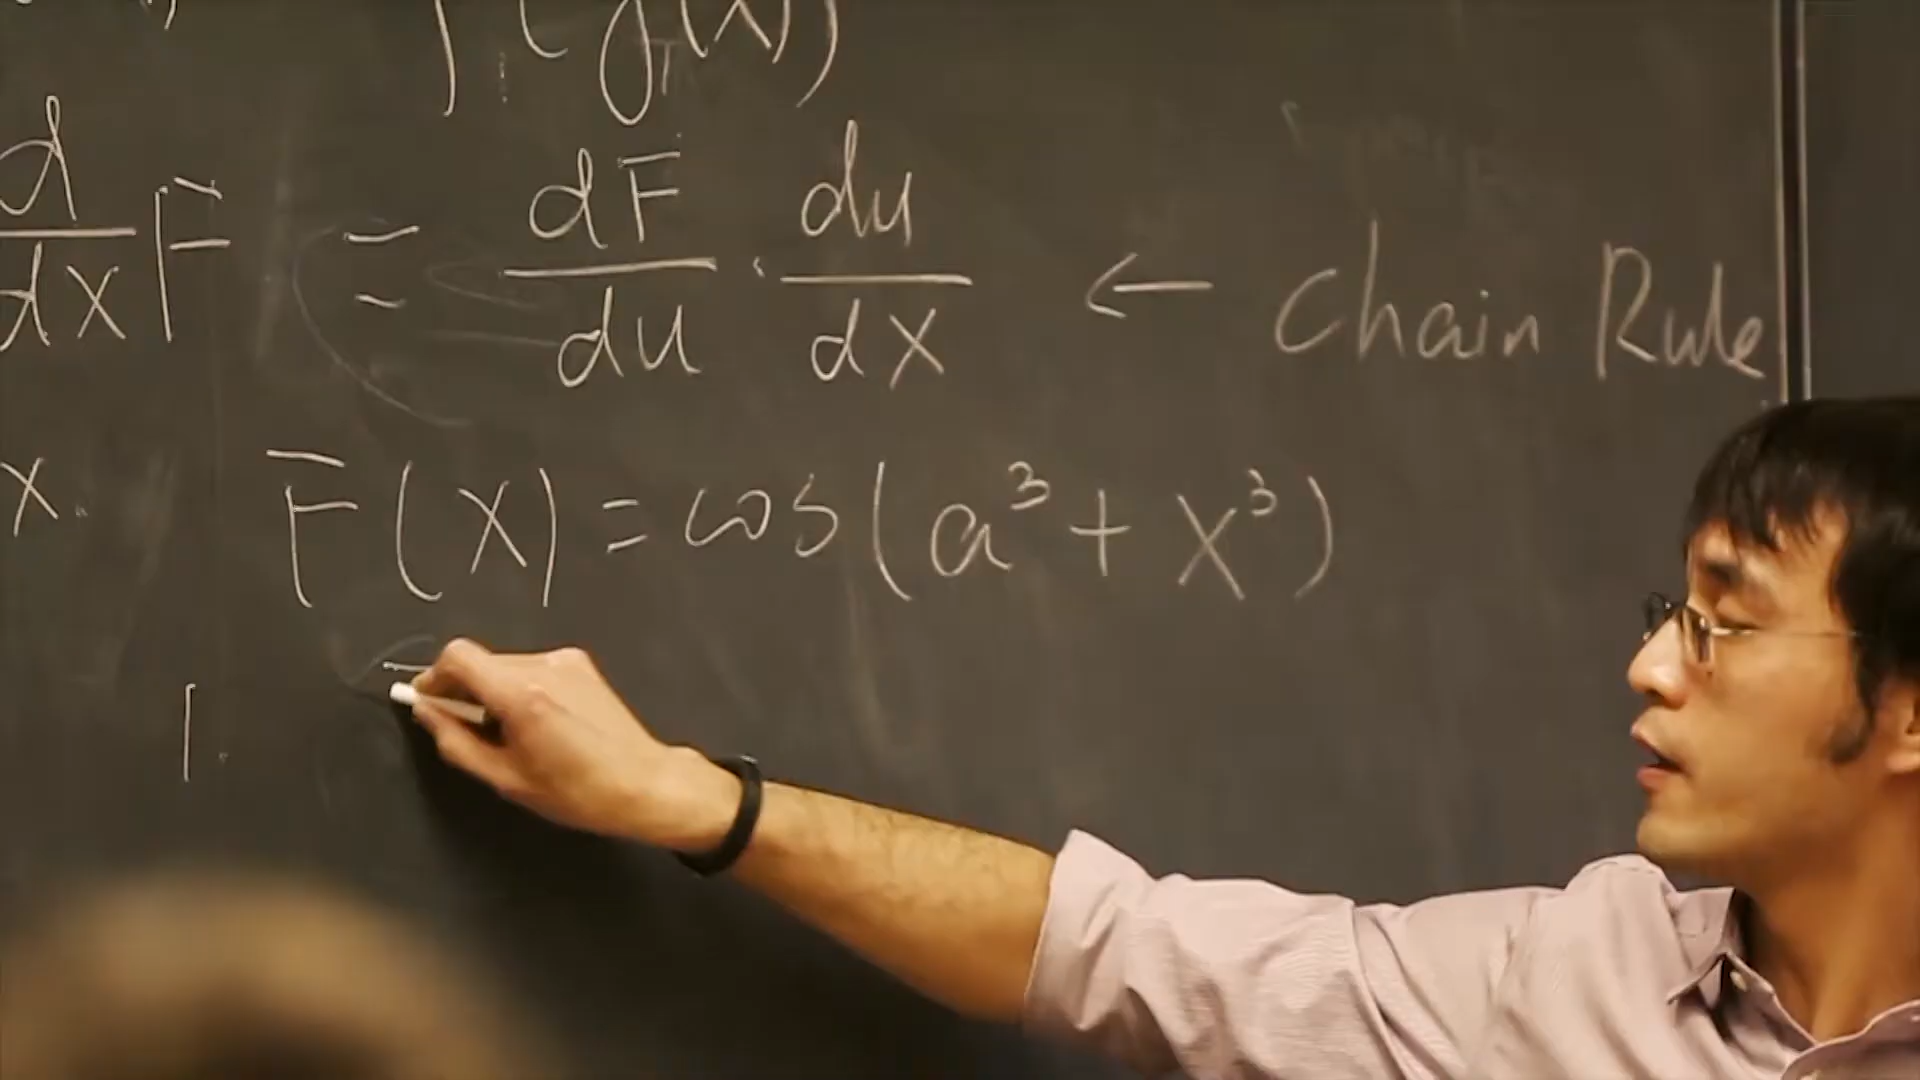 f(g(x))
d/dx F = dF/du · du/dx ← Chain Rule
x.
F(x) = cos(a³ + x³)
1.